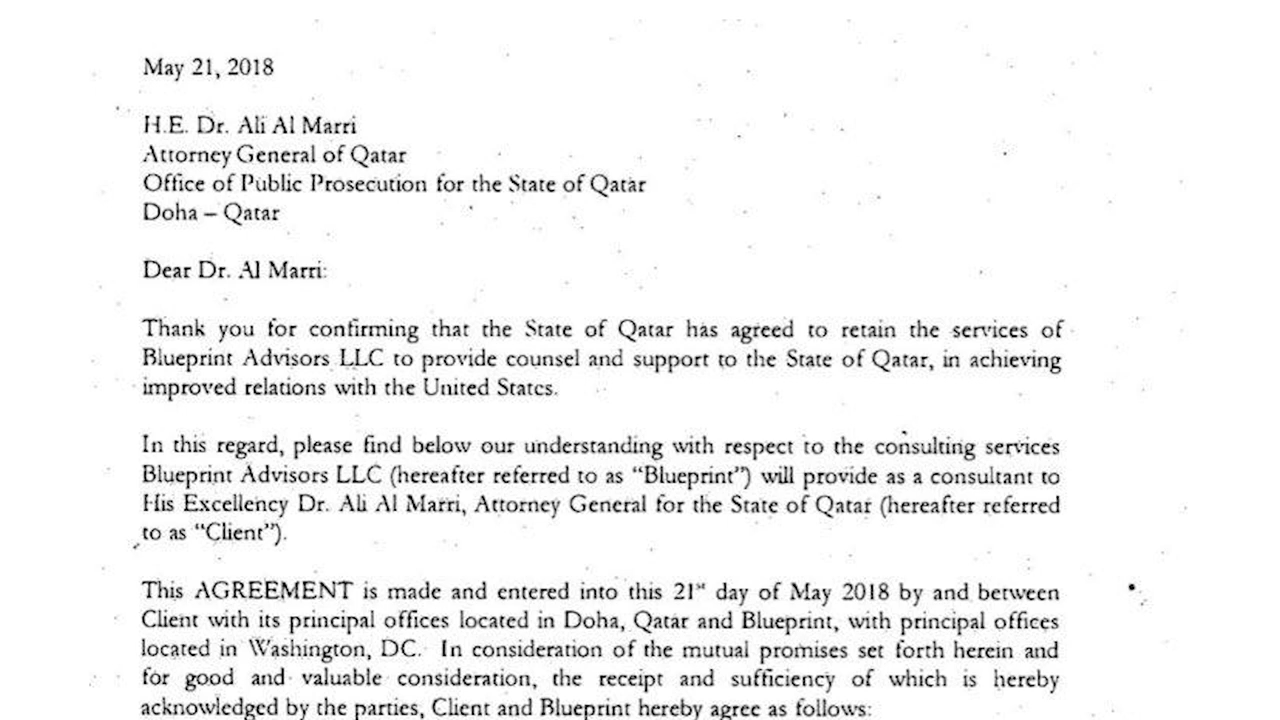 May 21, 2018
H.E. Dr. Ali Al Marri
Attorney General of Qatar
Office of Public Prosecution for the State of Qatar
Doha – Qatar
Dear Dr. Al Marri:
Thank you for confirming that the State of Qatar has agreed to retain the services of
Blueprint Advisors LLC to provide counsel and support to the State of Qatar, in achieving
improved relations with the United States.
In this regard, please find below our understanding with respect to the consulting services
Blueprint Advisors LLC (hereafter referred to as “Blueprint”) will provide as a consultant to
His Excellency Dr. Ali Al Marri, Attorney General for the State of Qatar (hereafter referred
to as “Client”).
This AGREEMENT is made and entered into this 21st day of May 2018 by and between
Client with its principal offices located in Doha, Qatar and Blueprint, with principal offices
located in Washington, DC. In consideration of the mutual promises set forth herein and
for good and valuable consideration, the receipt and sufficiency of which is hereby
acknowledged by the parties, Client and Blueprint hereby agree as follows: